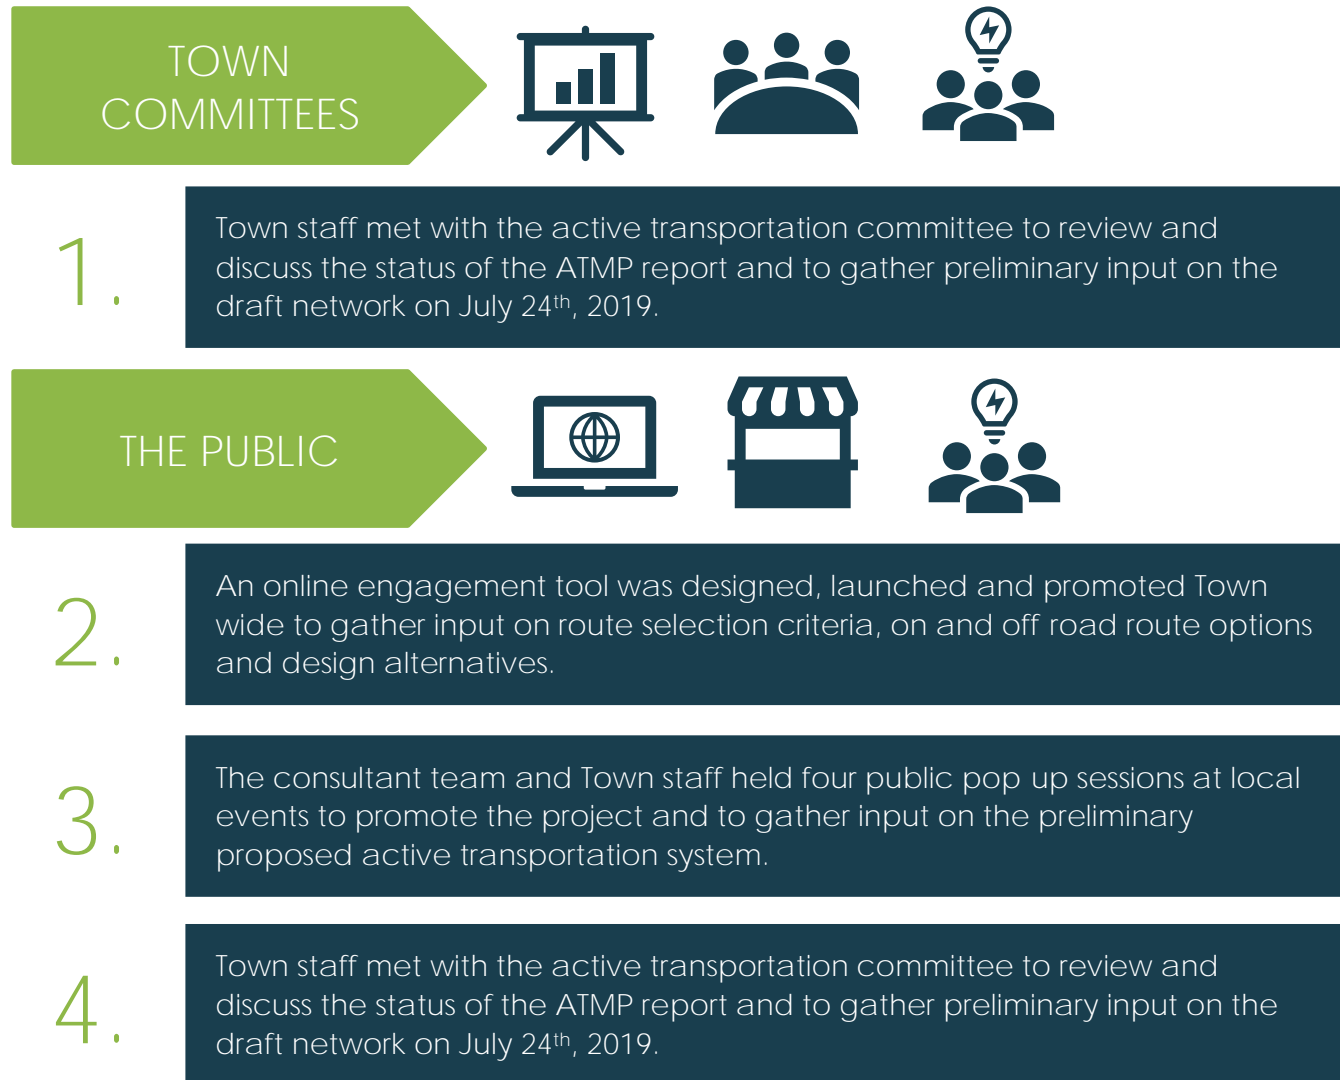 TOWN
COMMITTEES
1.
Town staff met with the active transportation committee to review and
discuss the status of the ATMP report and to gather preliminary input on the
draft network on July 24th, 2019.
THE PUBLIC
2.
An online engagement tool was designed, launched and promoted Town
wide to gather input on route selection criteria, on and off road route options
and design alternatives.
3.
The consultant team and Town staff held four public pop up sessions at local
events to promote the project and to gather input on the preliminary
proposed active transportation system.
4.
Town staff met with the active transportation committee to review and
discuss the status of the ATMP report and to gather preliminary input on the
draft network on July 24th, 2019.